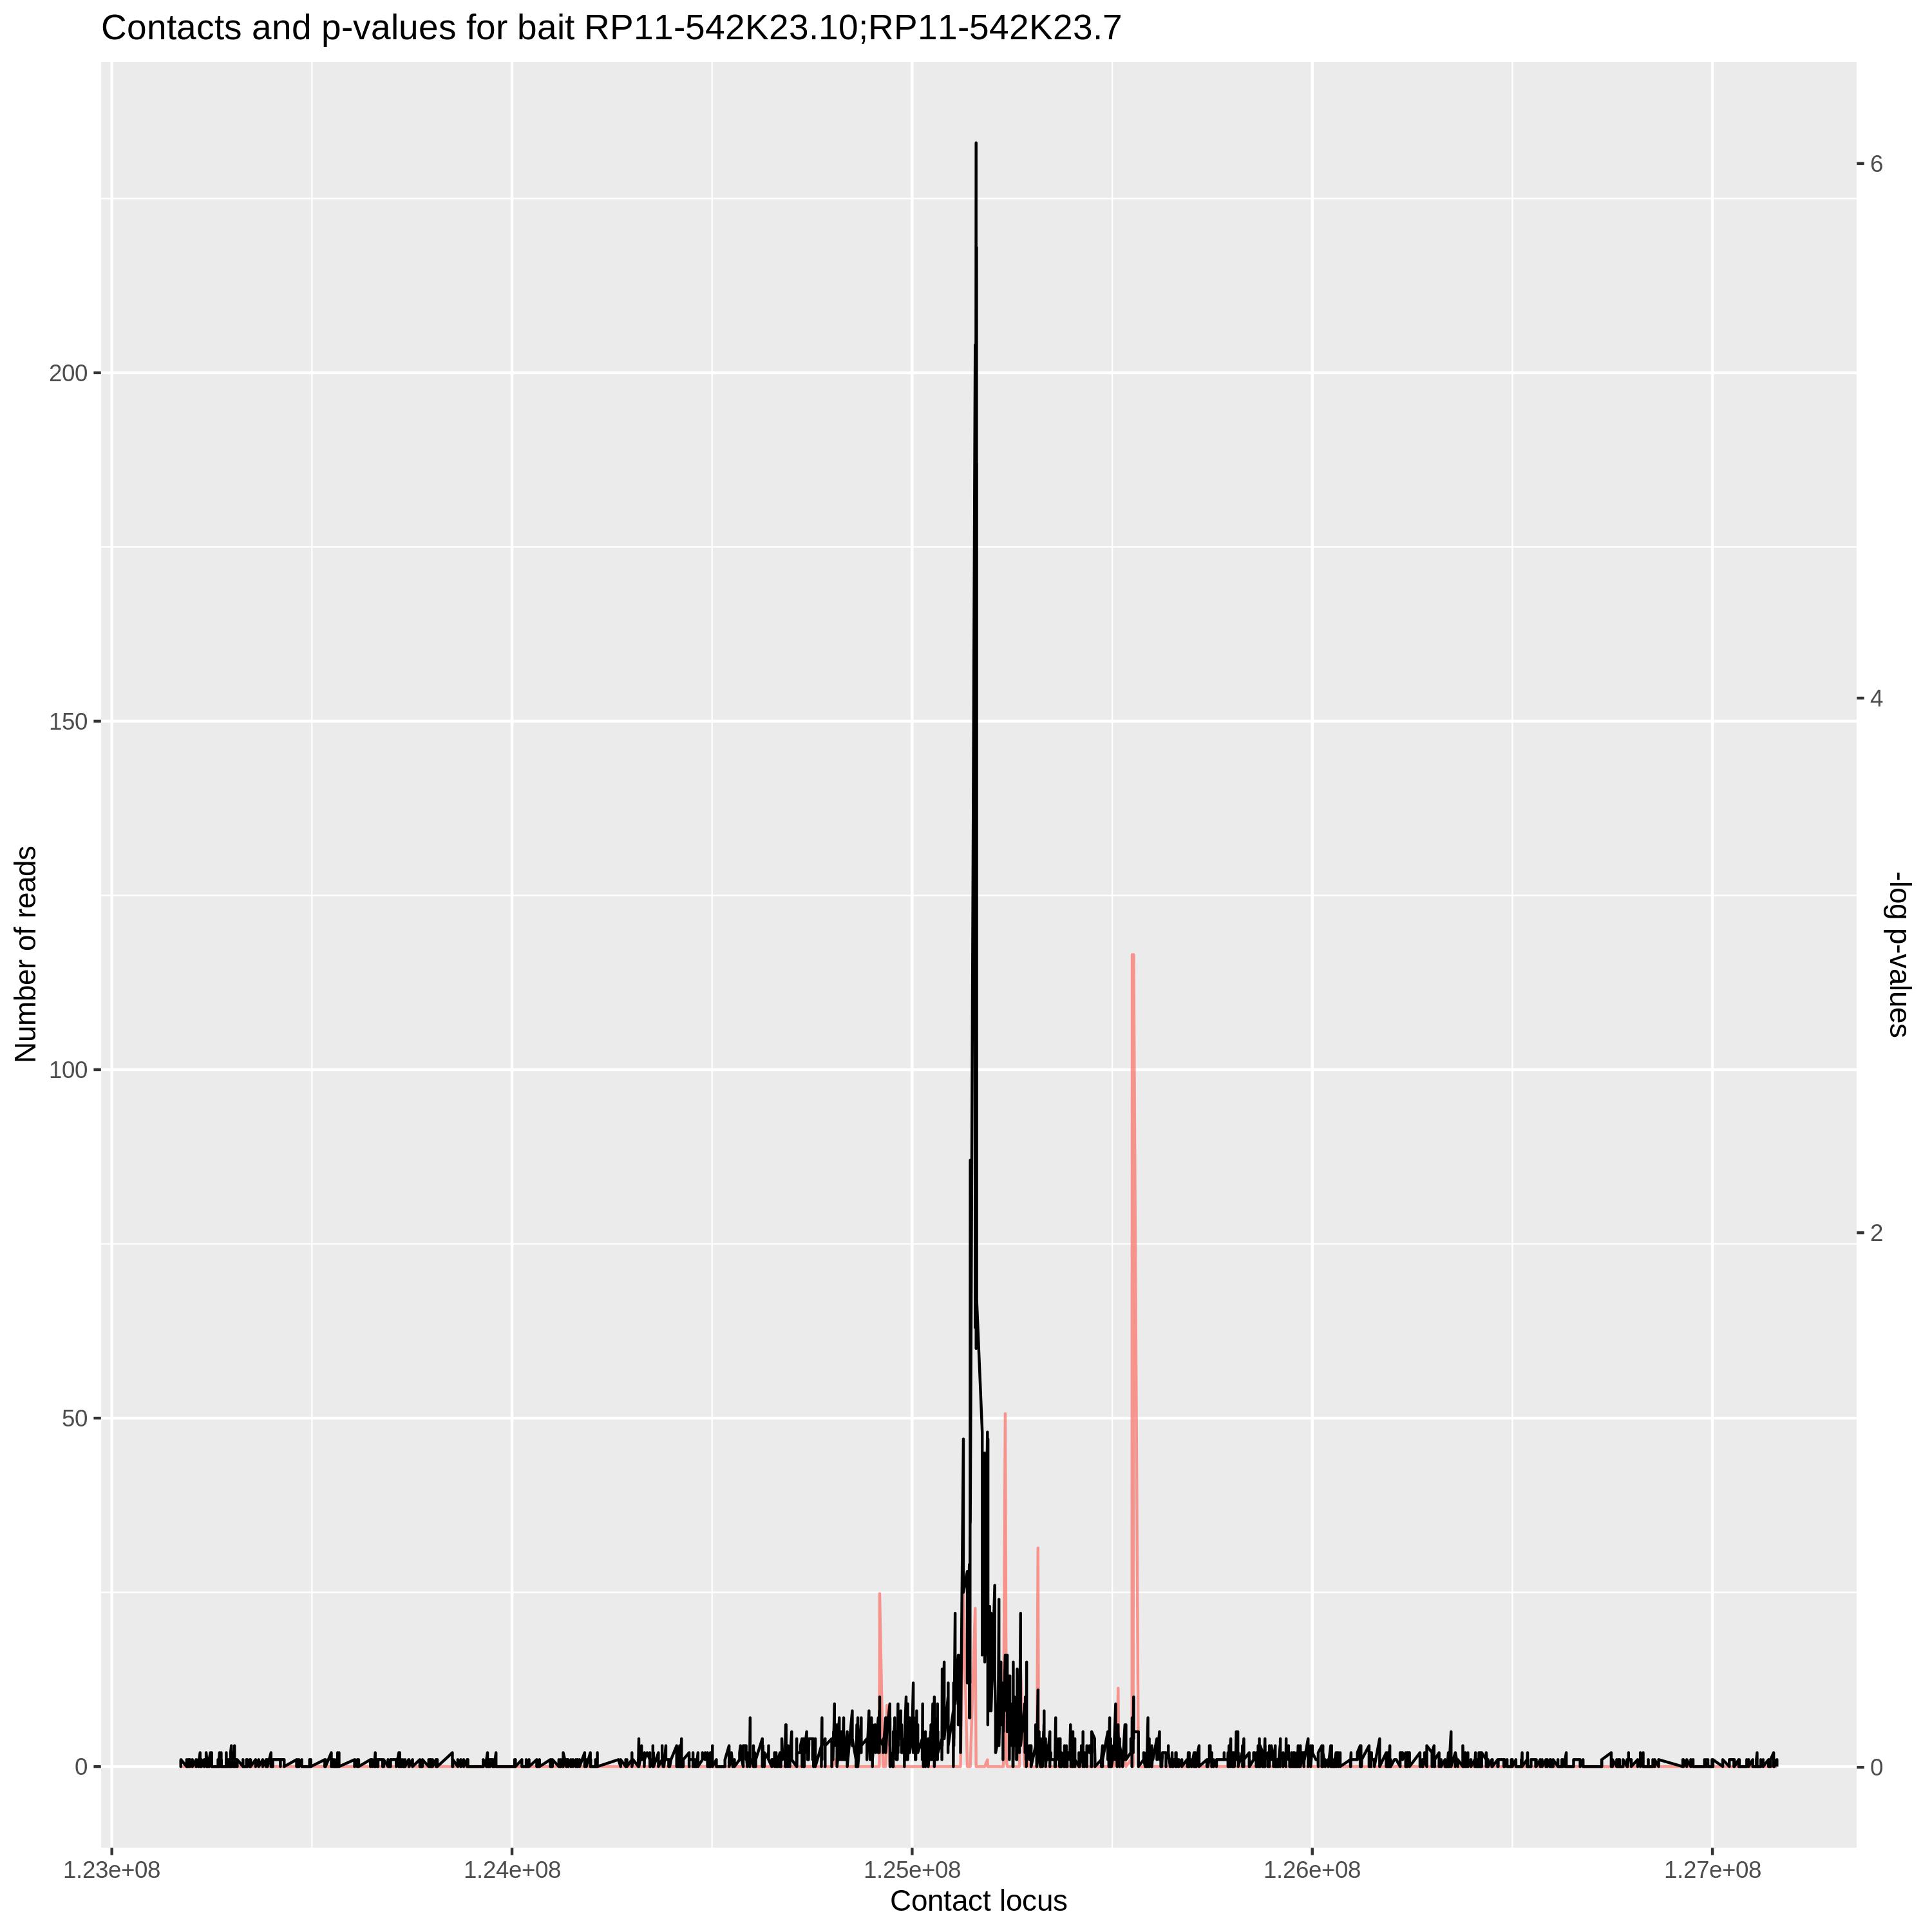 Contacts and p-values for bait RP11-542K23.10;RP11-542K23.7
Number of reads
200
150
100
50
0
6
4
2
0
-log p-values
1.23e+08 1.24e+08 1.25e+08 1.26e+08 1.27e+08
Contact locus